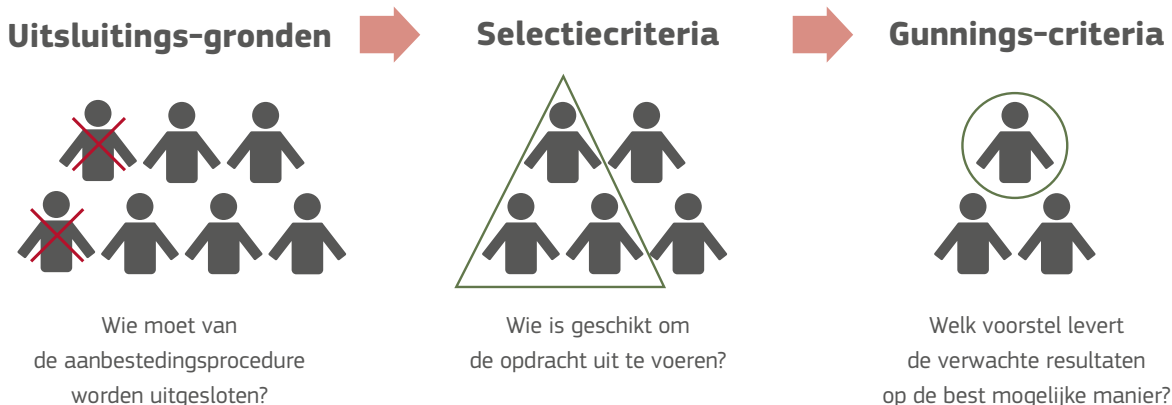 Uitsluitings-gronden
Selectiecriteria
Gunnings-criteria
Wie moet van
de aanbestedingsprocedure
worden uitgesloten?
Wie is geschikt om
de opdracht uit te voeren?
Welk voorstel levert
de verwachte resultaten
op de best mogelijke manier?